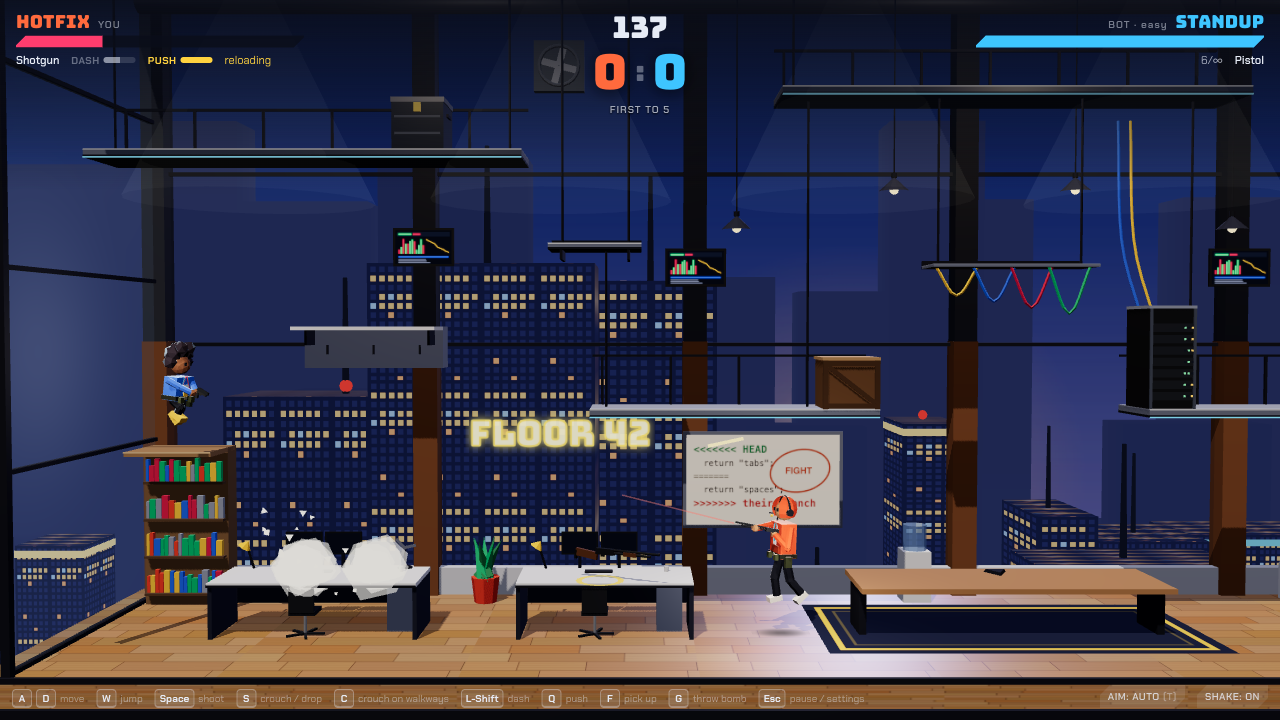 HOTFIX YOU
137
BOT · easy STANDUP
Shotgun DASH PUSH reloading
0 : 0
6/∞ Pistol
FIRST TO 5
FLOOR 42
<<<<<<< HEAD
return "tabs";
=======
return "spaces";
>>>>>>> their
FIGHT
A D move W jump Space shoot S crouch / drop C crouch on walkways L-Shift dash Q push F pick up G throw bomb Esc pause / settings
AIM: AUTO [T] SHAKE: ON